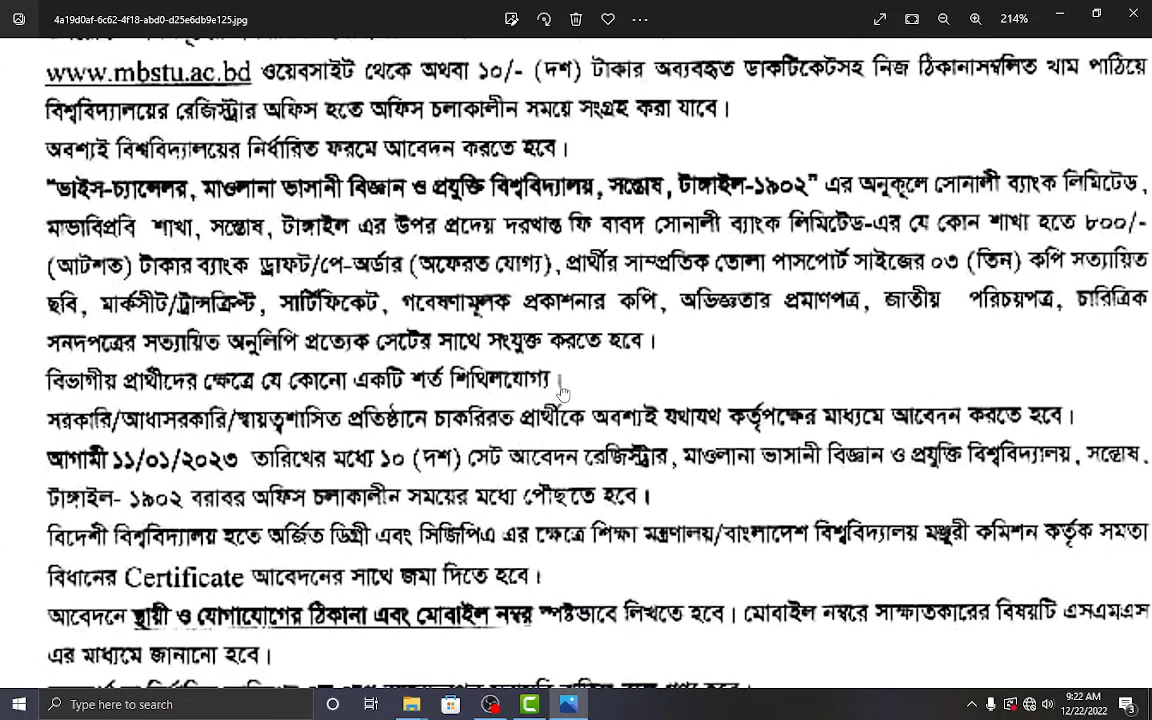 4a19d0af-6c62-4f18-abd0-d25e6db9e125.jpg
214%
www.mbstu.ac.bd ওয়েবসাইট থেকে অথবা ১০/- (দশ) টাকার অব্যবহৃত ডাকটিকেটসহ নিজ ঠিকানাসম্বলিত খাম পাঠিয়ে
বিশ্ববিদ্যালয়ের রেজিস্ট্রার অফিস হতে অফিস চলাকালীন সময়ে সংগ্রহ করা যাবে।
অবশ্যই বিশ্ববিদ্যালয়ের নির্ধারিত ফরমে আবেদন করতে হবে।
"ভাইস-চ্যান্সেলর, মাওলানা ভাসানী বিজ্ঞান ও প্রযুক্তি বিশ্ববিদ্যালয়, সন্তোষ, টাঙ্গাইল-১৯০২" এর অনুকূলে সোনালী ব্যাংক লিমিটেড,
মাভাবিপ্রবি শাখা, সন্তোষ, টাঙ্গাইল এর উপর প্রদেয় দরখাস্ত ফি বাবদ সোনালী ব্যাংক লিমিটেড-এর যে কোন শাখা হতে ৮০০/-
(আটশত) টাকার ব্যাংক ড্রাফট/পে-অর্ডার (অফেরত যোগ্য), প্রার্থীর সাম্প্রতিক তোলা পাসপোর্ট সাইজের ০৩ (তিন) কপি সত্যায়িত
ছবি, মার্কসীট/ট্রান্সক্রিপ্ট, সার্টিফিকেট, গবেষণামূলক প্রকাশনার কপি, অভিজ্ঞতার প্রমাণপত্র, জাতীয় পরিচয়পত্র, চারিত্রিক
সনদপত্রের সত্যায়িত অনুলিপি প্রত্যেক সেটের সাথে সংযুক্ত করতে হবে।
বিভাগীয় প্রার্থীদের ক্ষেত্রে যে কোনো একটি শর্ত শিথিলযোগ্য।
সরকারি/আধাসরকারি/স্বায়ত্বশাসিত প্রতিষ্ঠানে চাকরিরত প্রার্থীকে অবশ্যই যথাযথ কর্তৃপক্ষের মাধ্যমে আবেদন করতে হবে।
আগামী ১১/০১/২০২৩ তারিখের মধ্যে ১০ (দশ) সেট আবেদন রেজিস্ট্রার, মাওলানা ভাসানী বিজ্ঞান ও প্রযুক্তি বিশ্ববিদ্যালয়, সন্তোষ,
টাঙ্গাইল- ১৯০২ বরাবর অফিস চলাকালীন সময়ের মধ্যে পৌছতে হবে।
বিদেশী বিশ্ববিদ্যালয় হতে অর্জিত ডিগ্রী এবং সিজিপিএ এর ক্ষেত্রে শিক্ষা মন্ত্রণালয়/বাংলাদেশ বিশ্ববিদ্যালয় মঞ্জুরী কমিশন কর্তৃক সমতা
বিধানের Certificate আবেদনের সাথে জমা দিতে হবে।
আবেদনে স্থায়ী ও যোগাযোগের ঠিকানা এবং মোবাইল নম্বর স্পষ্টভাবে লিখতে হবে। মোবাইল নম্বরে সাক্ষাতকারের বিষয়টি এসএমএস
এর মাধ্যমে জানানো হবে।
Type here to search
9:22 AM
12/22/2022
3